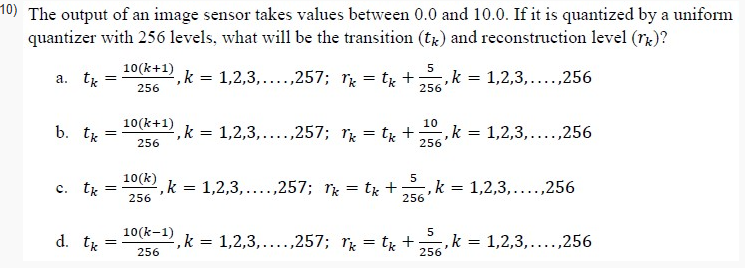 10) The output of an image sensor takes values between 0.0 and 10.0. If it is quantized by a uniform
quantizer with 256 levels, what will be the transition (tₖ) and reconstruction level (rₖ)?
a. tₖ = 10(k+1)/256, k = 1,2,3,....,257; rₖ = tₖ + 5/256, k = 1,2,3,....,256
b. tₖ = 10(k+1)/256, k = 1,2,3,....,257; rₖ = tₖ + 10/256, k = 1,2,3,....,256
c. tₖ = 10(k)/256, k = 1,2,3,....,257; rₖ = tₖ + 5/256, k = 1,2,3,....,256
d. tₖ = 10(k−1)/256, k = 1,2,3,....,257; rₖ = tₖ + 5/256, k = 1,2,3,....,256